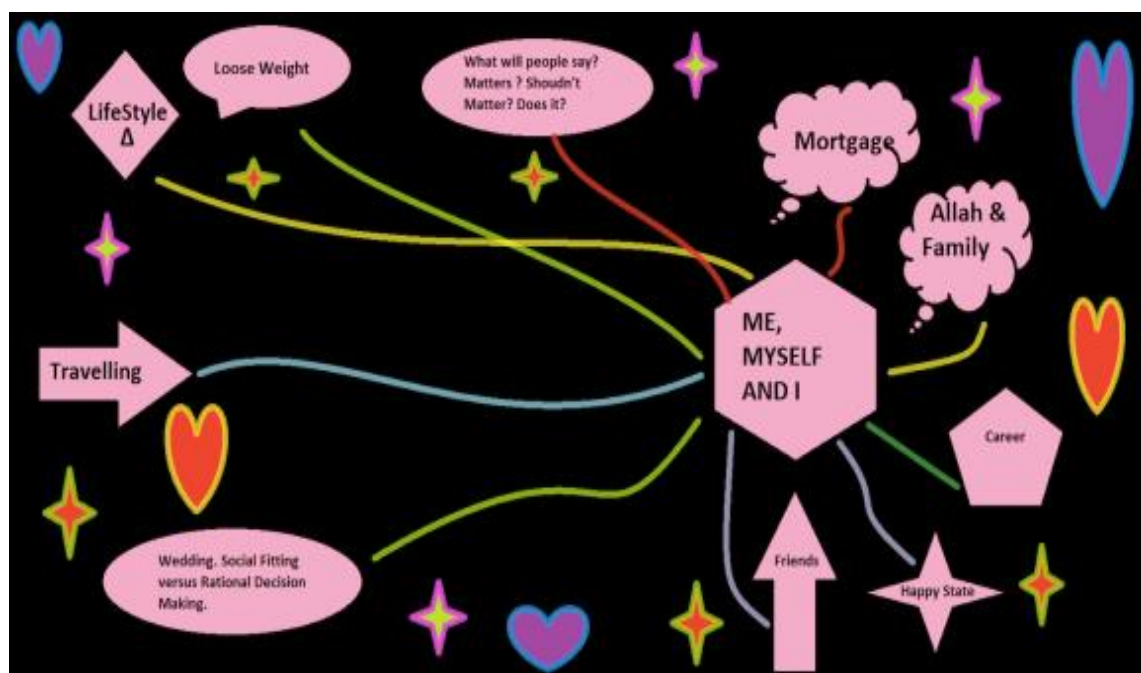 Loose Weight
LifeStyle
Δ
What will people say?
Matters ? Shoudn't
Matter? Does it?
Mortgage
Allah &
Family
ME,
MYSELF
AND I
Travelling
Career
Wedding. Social Fitting
versus Rational Decision
Making.
Friends
Happy State